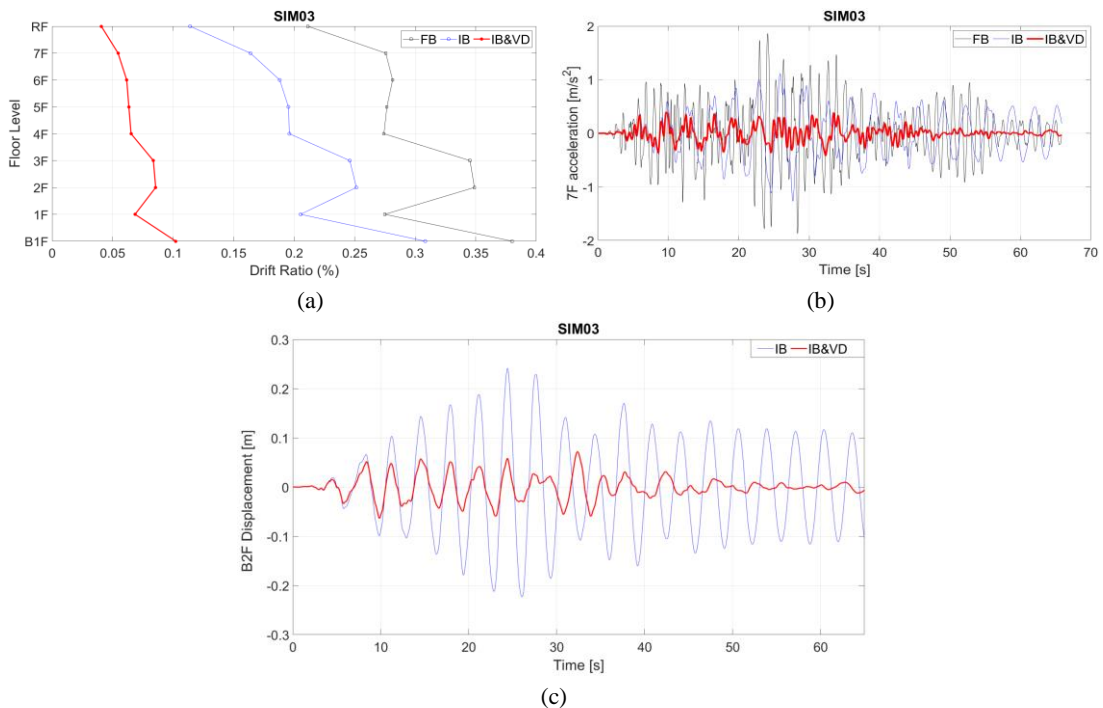 SIM03
FB IB IB&VD
RF
7F
6F
5F
4F
3F
2F
1F
B1F
Floor Level
0 0.05 0.1 0.15 0.2 0.25 0.3 0.35 0.4
Drift Ratio (%)
(a)
SIM03
FB IB IB&VD
2
1
0
-1
-2
7F acceleration [m/s²]
0 10 20 30 40 50 60 70
Time [s]
(b)
SIM03
IB IB&VD
0.3
0.2
0.1
0
-0.1
-0.2
-0.3
B2F Displacement [m]
0 10 20 30 40 50 60
Time [s]
(c)